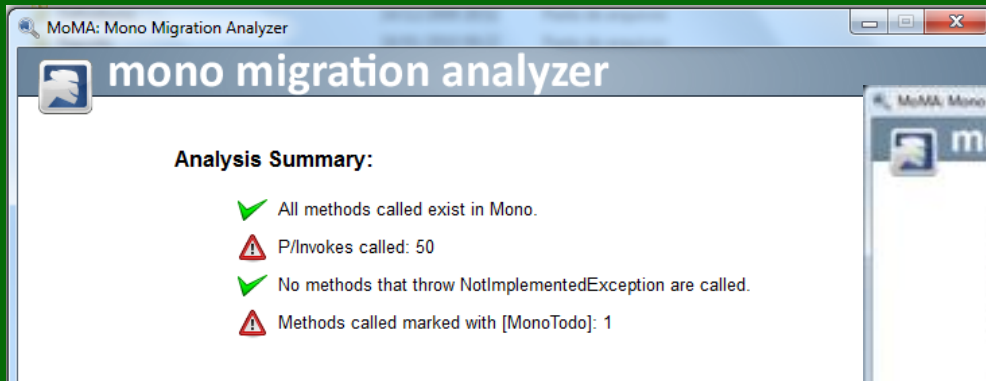 MoMA: Mono Migration Analyzer
mono migration analyzer
MoMA: Mono
m
Analysis Summary:
All methods called exist in Mono.
P/Invokes called: 50
No methods that throw NotImplementedException are called.
Methods called marked with [MonoTodo]: 1